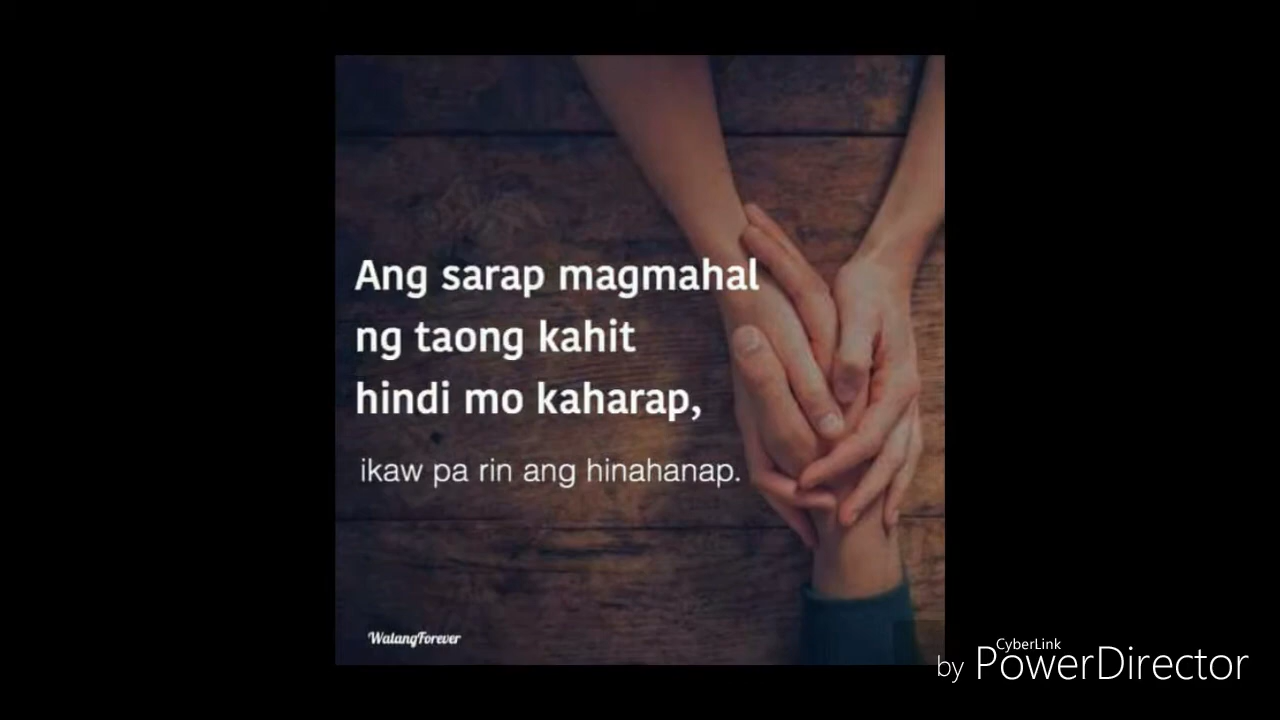 Ang sarap magmahal
ng taong kahit
hindi mo kaharap,
ikaw pa rin ang hinahanap.
WalangForever
CyberLink
by PowerDirector